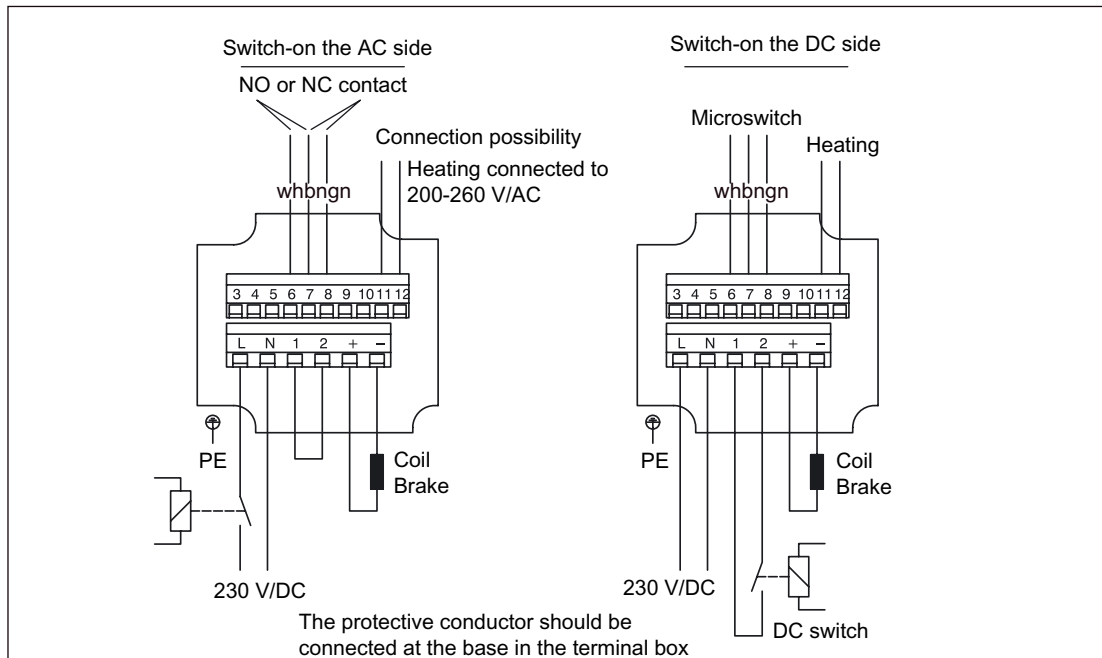 Switch-on the AC side
NO or NC contact
Connection possibility
Heating connected to
200-260 V/AC
whbngn
3 4 5 6 7 8 9 10 11 12
L N 1 2 + −
PE
Coil
Brake
230 V/DC
Switch-on the DC side
Microswitch
Heating
whbngn
3 4 5 6 7 8 9 10 11 12
L N 1 2 + −
PE
Coil
Brake
230 V/DC
DC switch
The protective conductor should be
connected at the base in the terminal box